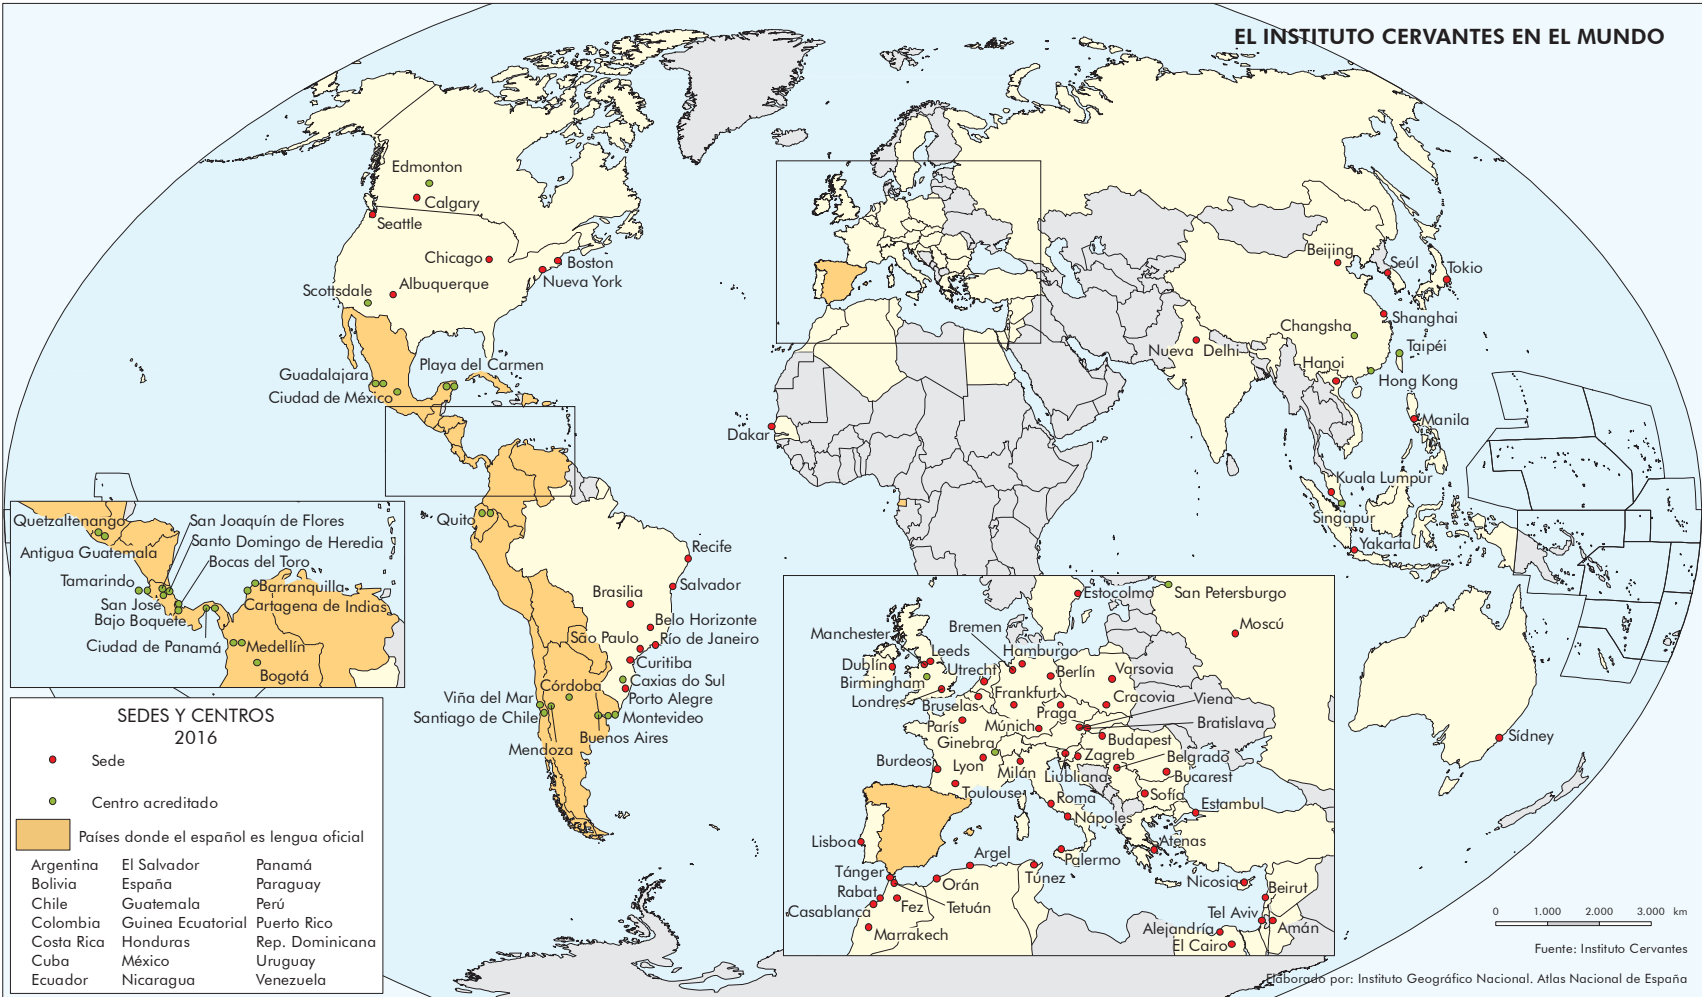 EL INSTITUTO CERVANTES EN EL MUNDO
Edmonton
Calgary
Seattle
Chicago
Boston
Nueva York
Albuquerque
Scottsdale
Guadalajara
Playa del Carmen
Ciudad de México
Quito
Recife
Salvador
Brasilia
Belo Horizonte
São Paulo
Río de Janeiro
Curitiba
Caxias do Sul
Porto Alegre
Córdoba
Viña del Mar
Santiago de Chile
Montevideo
Buenos Aires
Mendoza
Dakar
Beijing
Seúl
Tokio
Shanghai
Changsha
Taipéi
Nueva Delhi
Hanoi
Hong Kong
Manila
Kuala Lumpur
Singapur
Yakarta
Sídney
Quetzaltenango
Antigua Guatemala
San Joaquín de Flores
Santo Domingo de Heredia
Bocas del Toro
Tamarindo
Barranquilla
San José
Cartagena de Indias
Bajo Boquete
Ciudad de Panamá
Medellín
Bogotá
Estocolmo
San Petersburgo
Moscú
Bremen
Manchester
Leeds
Hamburgo
Dublín
Utrecht
Berlín
Varsovia
Birmingham
Londres
Bruselas
Frankfurt
Cracovia
Viena
París
Praga
Múnich
Bratislava
Ginebra
Budapest
Burdeos
Lyon
Milán
Zagreb
Belgrado
Liubliana
Bucarest
Toulouse
Roma
Sofía
Estambul
Nápoles
Lisboa
Atenas
Argel
Palermo
Tánger
Orán
Túnez
Nicosia
Beirut
Rabat
Casablanca
Fez
Tetuán
Tel Aviv
Amán
Marrakech
Alejandría
El Cairo
SEDES Y CENTROS
2016
Sede
Centro acreditado
Países donde el español es lengua oficial
Argentina El Salvador Panamá
Bolivia España Paraguay
Chile Guatemala Perú
Colombia Guinea Ecuatorial Puerto Rico
Costa Rica Honduras Rep. Dominicana
Cuba México Uruguay
Ecuador Nicaragua Venezuela
0 1.000 2.000 3.000 km
Fuente: Instituto Cervantes
Elaborado por: Instituto Geográfico Nacional. Atlas Nacional de España